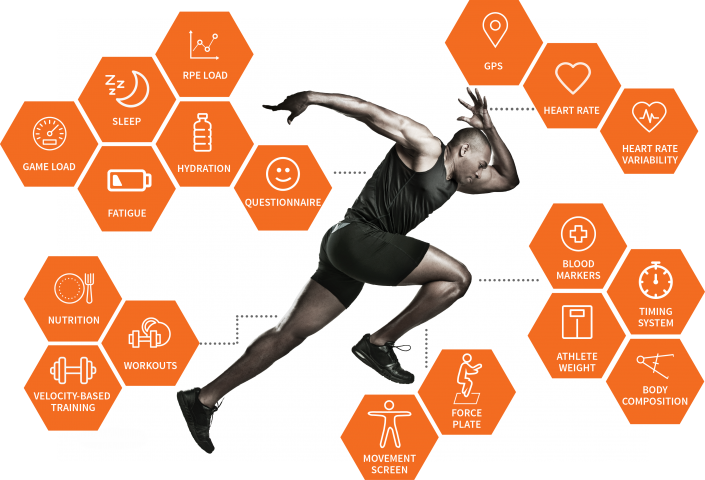 RPE LOAD
SLEEP
GAME LOAD
HYDRATION
FATIGUE
QUESTIONNAIRE
GPS
HEART RATE
HEART RATE
VARIABILITY
NUTRITION
WORKOUTS
VELOCITY-BASED
TRAINING
BLOOD
MARKERS
TIMING
SYSTEM
ATHLETE
WEIGHT
BODY
COMPOSITION
FORCE
PLATE
MOVEMENT
SCREEN